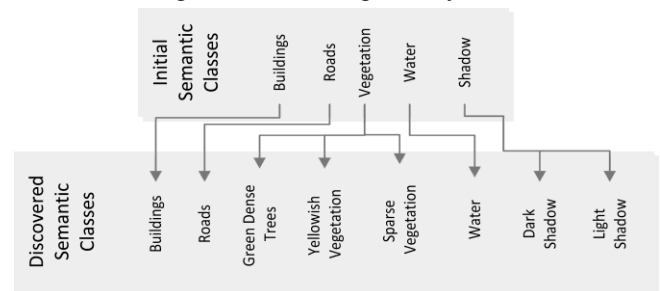 Initial
Semantic
Classes
Buildings
Roads
Vegetation
Water
Shadow
Discovered
Semantic
Classes
Buildings
Roads
Green Dense
Trees
Yellowish
Vegetation
Sparse
Vegetation
Water
Dark
Shadow
Light
Shadow